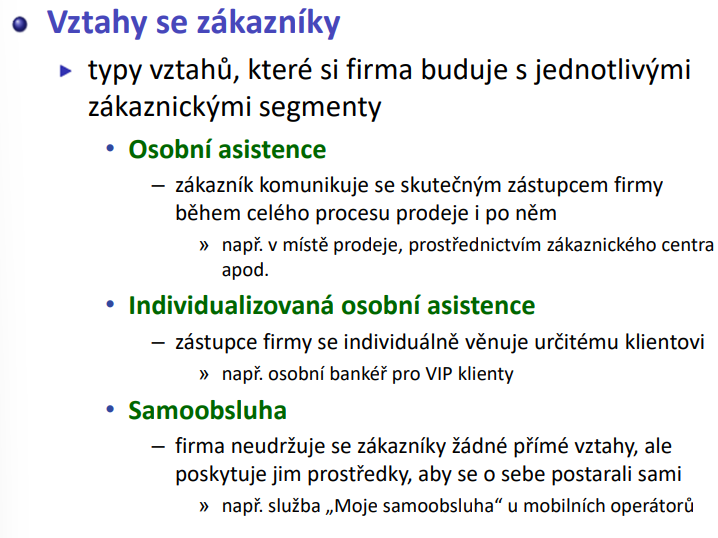 Vztahy se zákazníky
typy vztahů, které si firma buduje s jednotlivými
zákaznickými segmenty
• Osobní asistence
– zákazník komunikuje se skutečným zástupcem firmy
během celého procesu prodeje i po něm
» např. v místě prodeje, prostřednictvím zákaznického centra
apod.
• Individualizovaná osobní asistence
– zástupce firmy se individuálně věnuje určitému klientovi
» např. osobní bankéř pro VIP klienty
• Samoobsluha
– firma neudržuje se zákazníky žádné přímé vztahy, ale
poskytuje jim prostředky, aby se o sebe postarali sami
» např. služba „Moje samoobsluha“ u mobilních operátorů